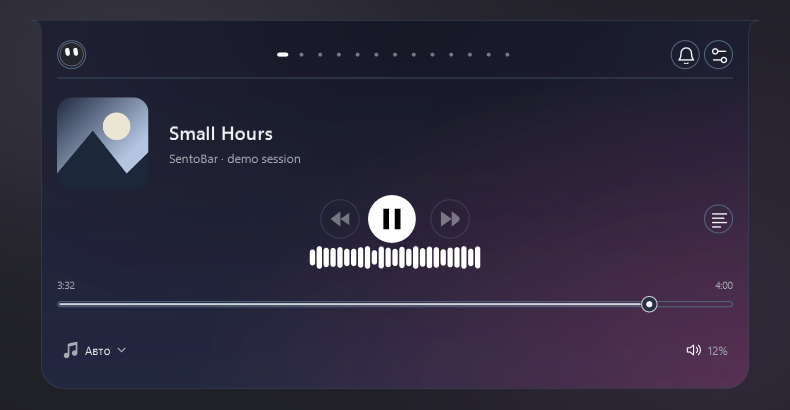 Small Hours
SentoBar · demo session
3:32
4:00
Авто
12%